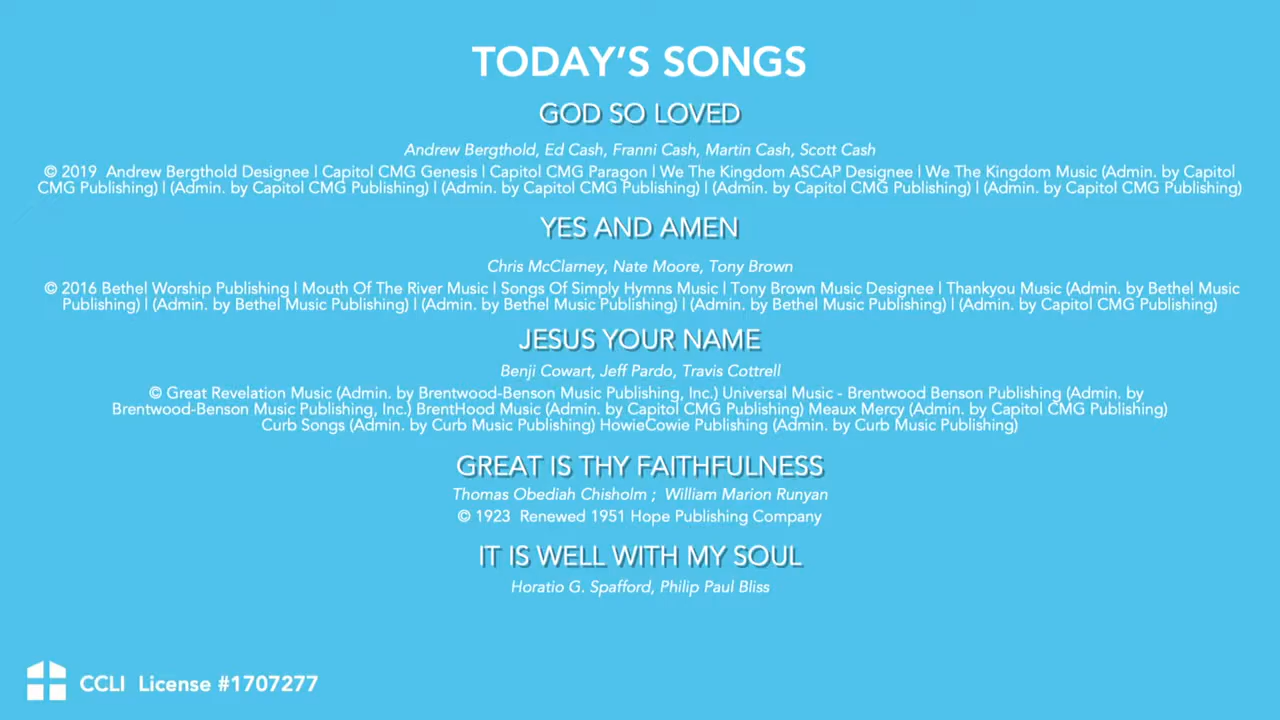 TODAY’S SONGS
GOD SO LOVED
Andrew Bergthold, Ed Cash, Franni Cash, Martin Cash, Scott Cash
© 2019  Andrew Bergthold Designee | Capitol CMG Genesis | Capitol CMG Paragon | We The Kingdom ASCAP Designee | We The Kingdom Music (Admin. by Capitol
CMG Publishing) | (Admin. by Capitol CMG Publishing) | (Admin. by Capitol CMG Publishing) | (Admin. by Capitol CMG Publishing) | (Admin. by Capitol CMG Publishing)
YES AND AMEN
Chris McClarney, Nate Moore, Tony Brown
© 2016 Bethel Worship Publishing | Mouth Of The River Music | Songs Of Simply Hymns Music | Tony Brown Music Designee | Thankyou Music (Admin. by Bethel Music
Publishing) | (Admin. by Bethel Music Publishing) | (Admin. by Bethel Music Publishing) | (Admin. by Bethel Music Publishing) | (Admin. by Capitol CMG Publishing)
JESUS YOUR NAME
Benji Cowart, Jeff Pardo, Travis Cottrell
© Great Revelation Music (Admin. by Brentwood-Benson Music Publishing, Inc.) Universal Music - Brentwood Benson Publishing (Admin. by
Brentwood-Benson Music Publishing, Inc.) BrentHood Music (Admin. by Capitol CMG Publishing) Meaux Mercy (Admin. by Capitol CMG Publishing)
Curb Songs (Admin. by Curb Music Publishing) HowieCowie Publishing (Admin. by Curb Music Publishing)
GREAT IS THY FAITHFULNESS
Thomas Obediah Chisholm ;  William Marion Runyan
© 1923  Renewed 1951 Hope Publishing Company
IT IS WELL WITH MY SOUL
Horatio G. Spafford, Philip Paul Bliss
CCLI  License #1707277